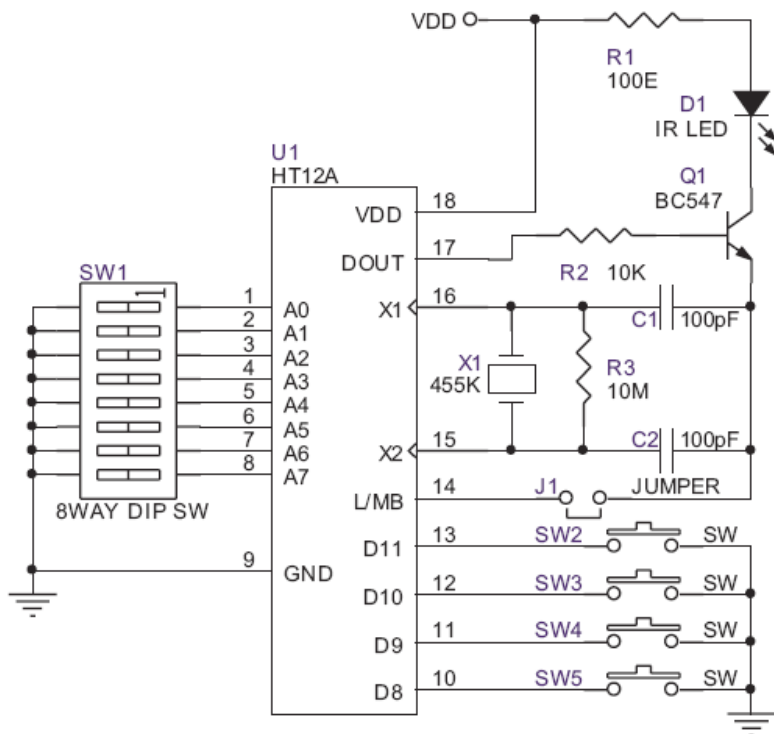 VDD
R1
100E
D1
IR LED
U1
HT12A
Q1
BC547
VDD 18
DOUT 17
R2 10K
SW1
1
1 A0
2 A1
3 A2
4 A3
5 A4
6 A5
7 A6
8 A7
8WAY DIP SW
9 GND
X1 16
C1 100pF
X1
455K
R3
10M
X2 15
C2 100pF
L/MB 14 J1 JUMPER
D11 13 SW2 SW
D10 12 SW3 SW
D9 11 SW4 SW
D8 10 SW5 SW